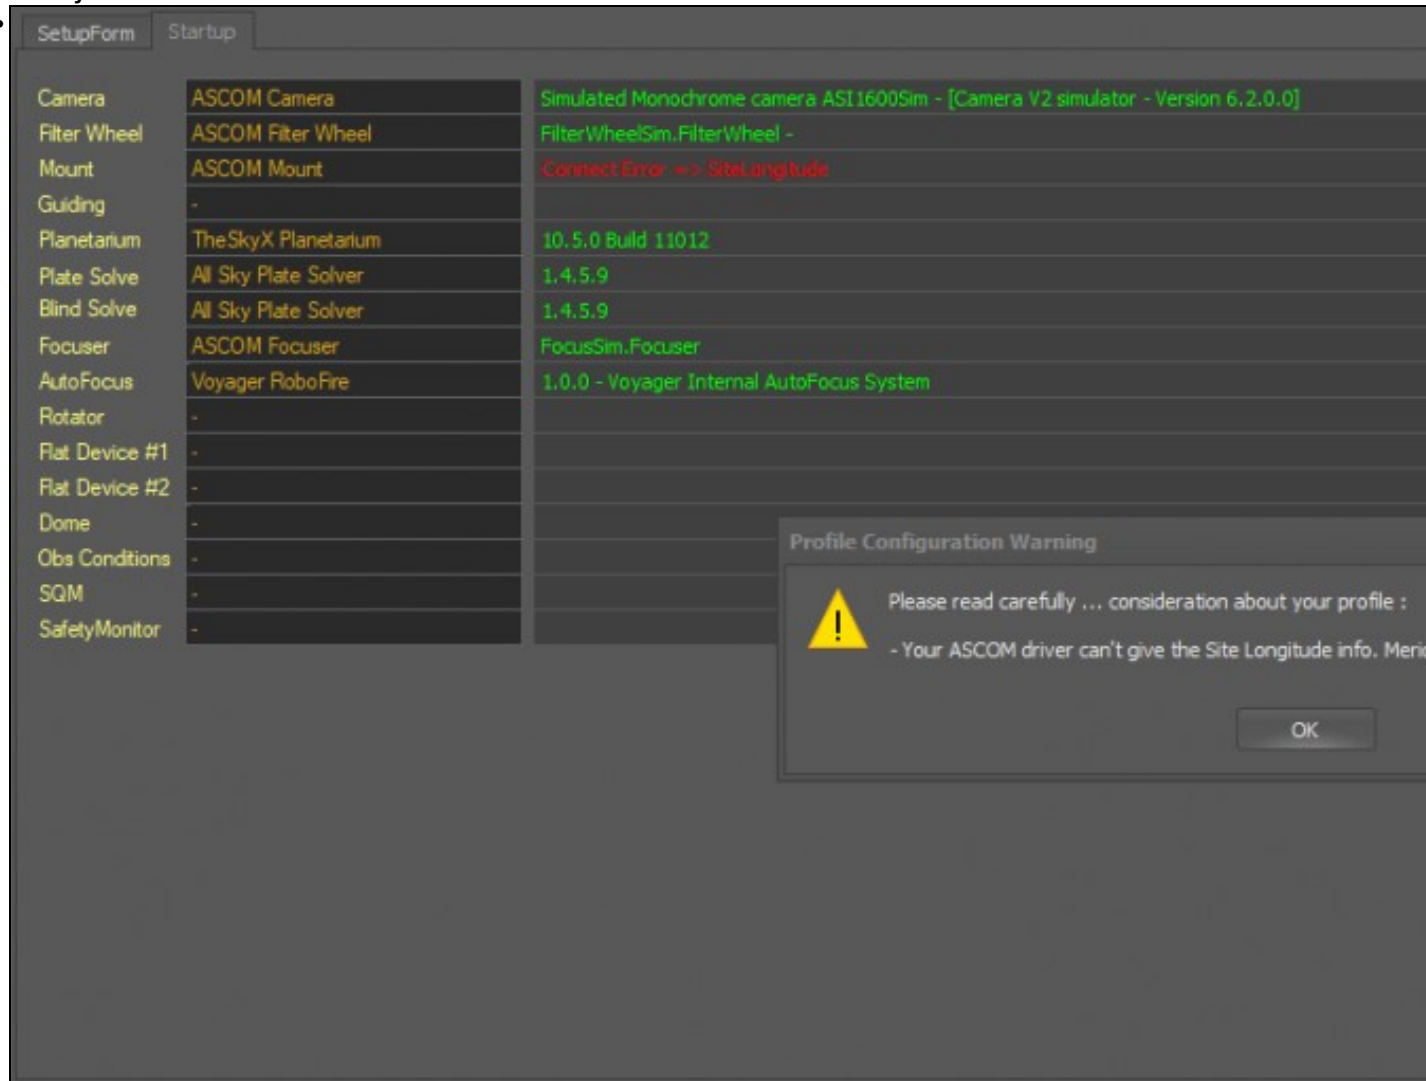 SetupForm Startup
Camera ASCOM Camera Simulated Monochrome camera ASI1600Sim - [Camera V2 simulator - Version 6.2.0.0]
Filter Wheel ASCOM Filter Wheel FilterWheelSim.FilterWheel -
Mount ASCOM Mount Connect Error => SiteLongitude
Guiding -
Planetarium TheSkyX Planetarium 10.5.0 Build 11012
Plate Solve All Sky Plate Solver 1.4.5.9
Blind Solve All Sky Plate Solver 1.4.5.9
Focuser ASCOM Focuser FocusSim.Focuser
AutoFocus Voyager RoboFire 1.0.0 - Voyager Internal AutoFocus System
Rotator -
Flat Device #1 -
Flat Device #2 -
Dome -
Obs Conditions -
SQM -
SafetyMonitor -
Profile Configuration Warning
Please read carefully ... consideration about your profile :
- Your ASCOM driver can't give the Site Longitude info.
OK